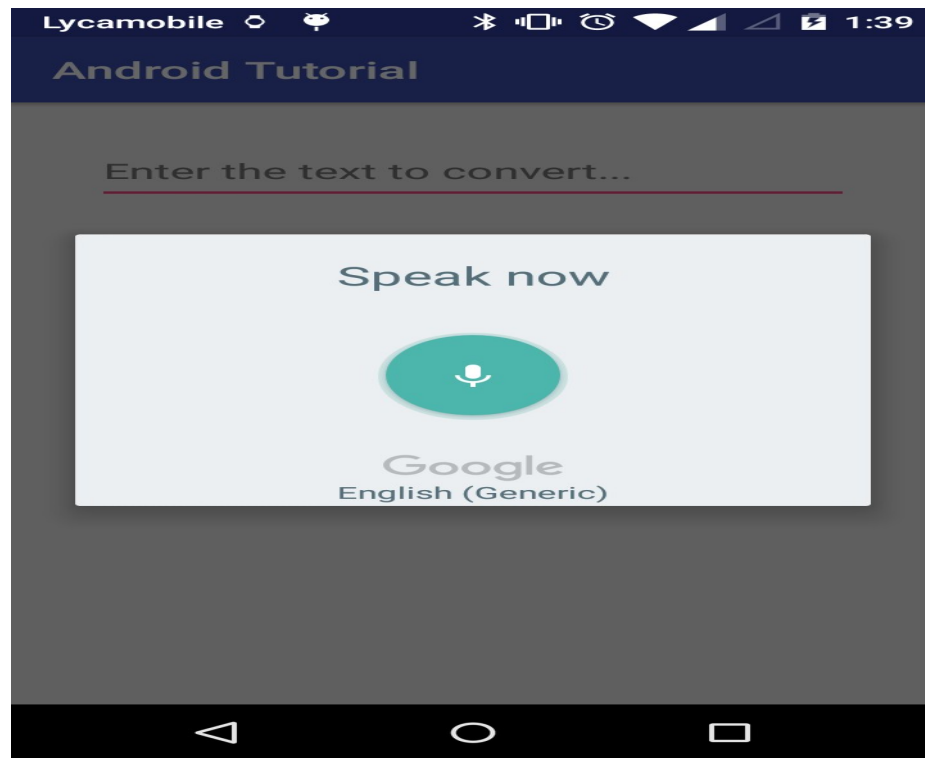 Lycamobile 1:39
Android Tutorial
Enter the text to convert...
Speak now
Google
English (Generic)